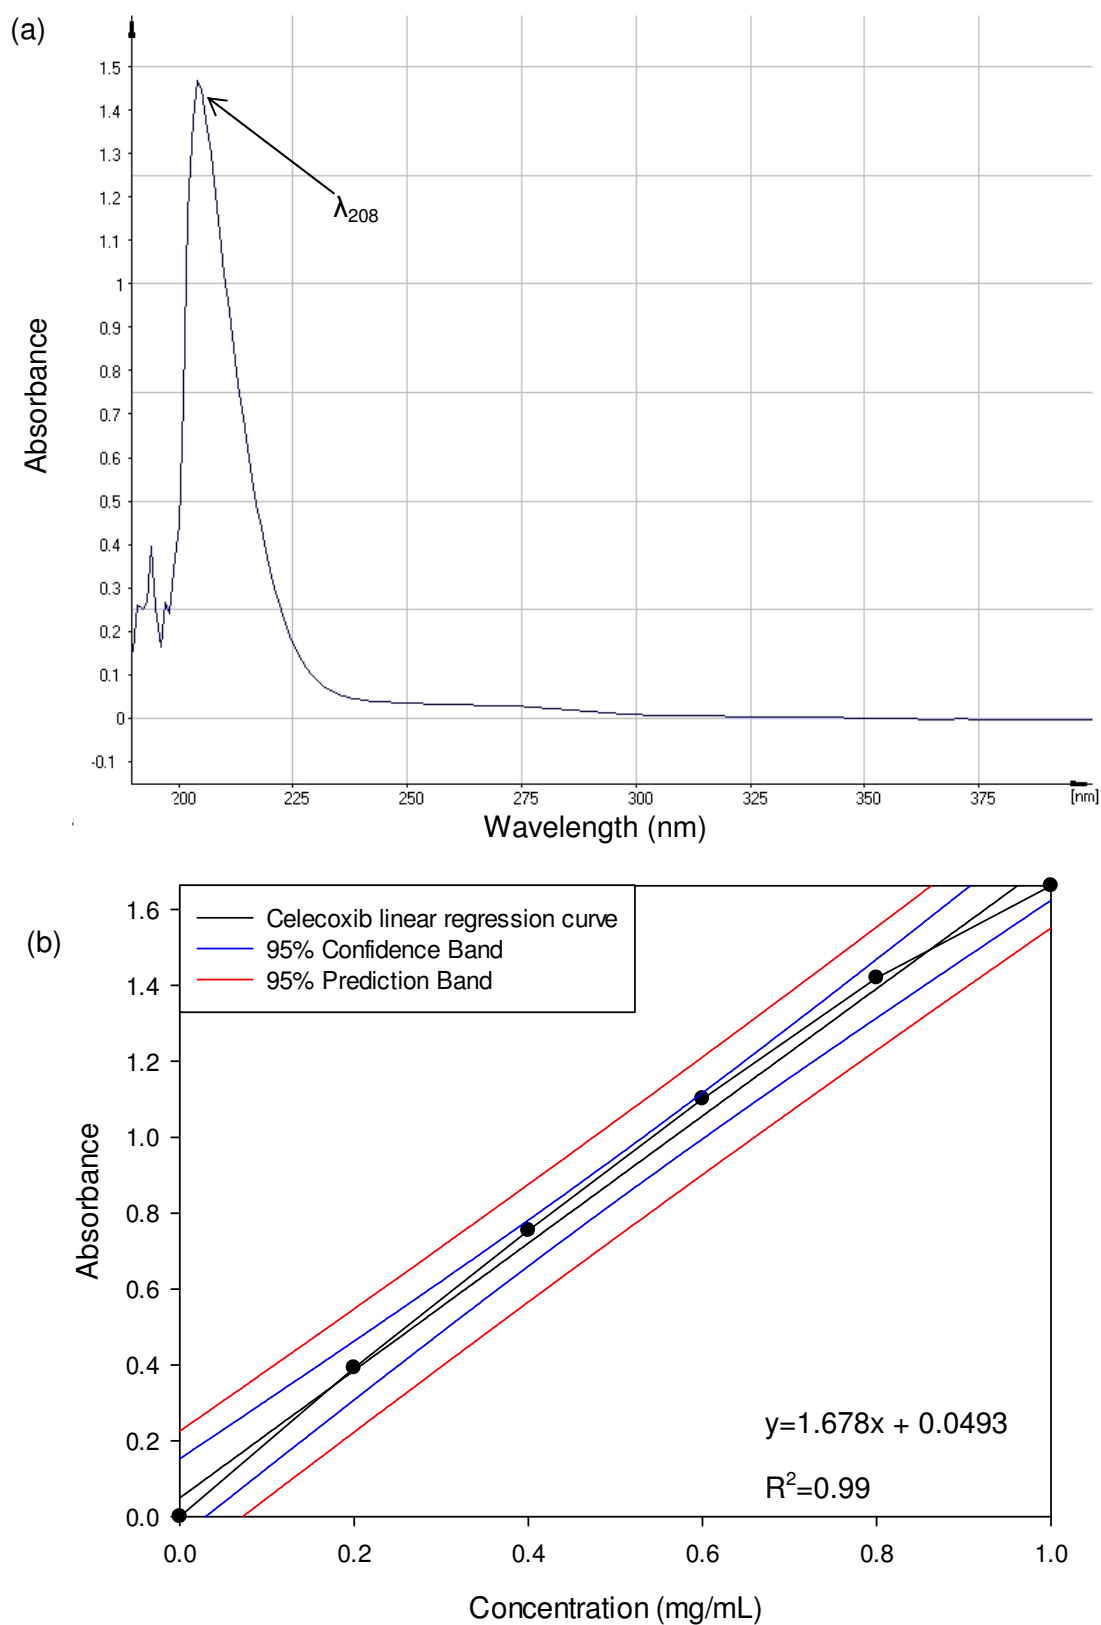 (a)
1.5
1.4
1.3
1.2
1.1
1
0.9
0.8
0.7
0.6
0.5
0.4
0.3
0.2
0.1
0
-0.1
λ208
Absorbance
200 225 250 275 300 325 350 375 [nm]
Wavelength (nm)
(b)
Celecoxib linear regression curve
95% Confidence Band
95% Prediction Band
1.6
1.4
1.2
1.0
0.8
0.6
0.4
0.2
0.0
Absorbance
y=1.678x + 0.0493
R²=0.99
0.0 0.2 0.4 0.6 0.8 1.0
Concentration (mg/mL)